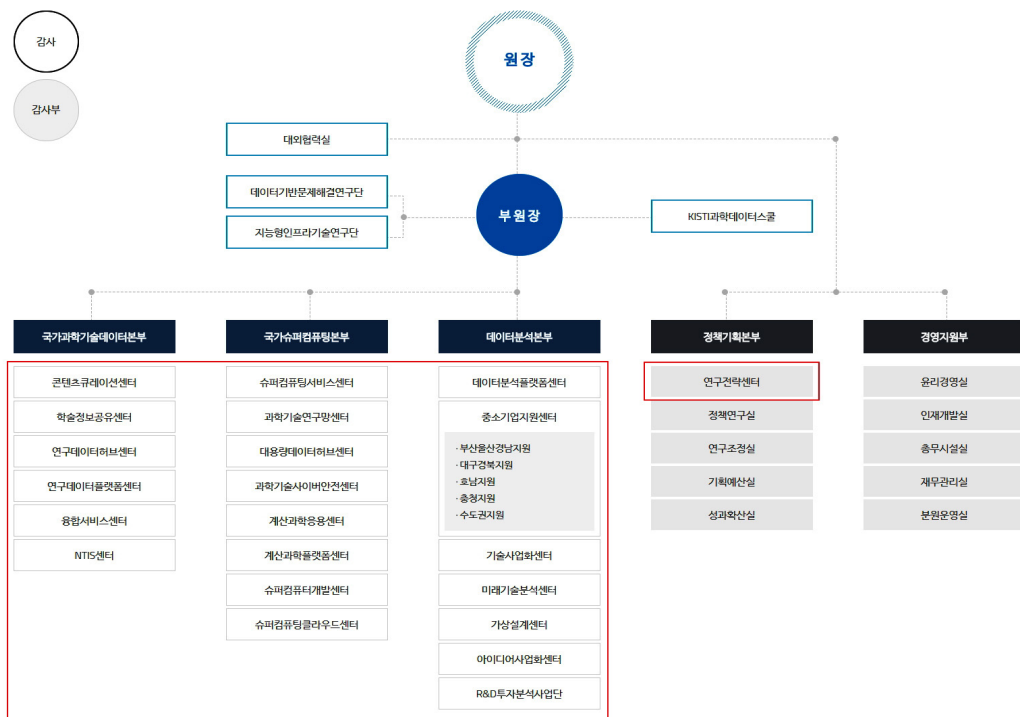 감사
감사부
원장
대외협력실
데이터기반문제해결연구단
지능형인프라기술연구단
부원장
KISTI과학데이터스쿨
국가과학기술데이터본부
콘텐츠큐레이션센터
학술정보공유센터
연구데이터허브센터
연구데이터플랫폼센터
융합서비스센터
NTIS센터
국가슈퍼컴퓨팅본부
슈퍼컴퓨팅서비스센터
과학기술연구망센터
대용량데이터허브센터
과학기술사이버안전센터
계산과학응용센터
계산과학플랫폼센터
슈퍼컴퓨터개발센터
슈퍼컴퓨팅클라우드센터
데이터분석본부
데이터분석플랫폼센터
중소기업지원센터
· 부산울산경남지원
· 대구경북지원
· 호남지원
· 충청지원
· 수도권지원
기술사업화센터
미래기술분석센터
가상설계센터
아이디어사업화센터
R&D투자분석사업단
정책기획본부
연구전략센터
정책연구실
연구조정실
기획예산실
성과확산실
경영지원부
윤리경영실
인재개발실
총무시설실
재무관리실
분원운영실